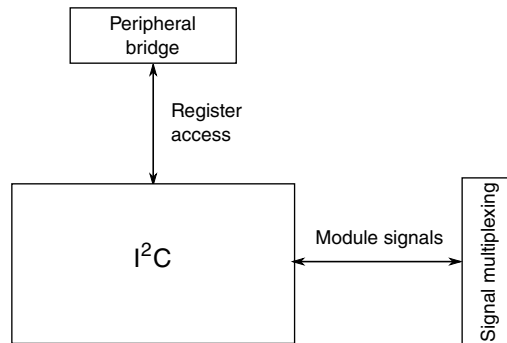 Peripheral
bridge
Register
access
I²C
Module signals
Signal multiplexing